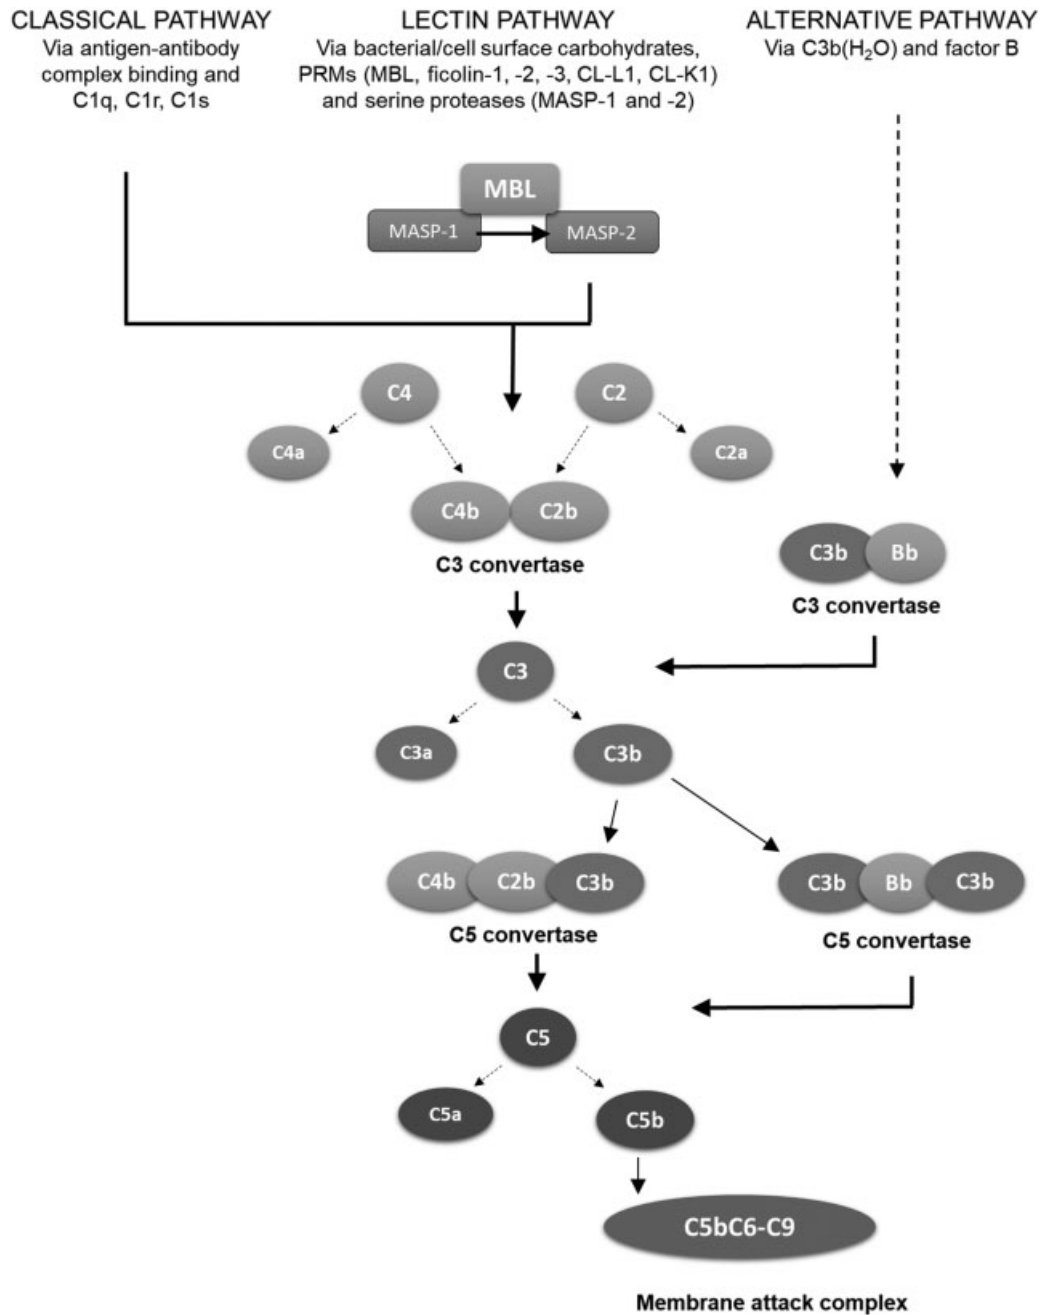 CLASSICAL PATHWAY
Via antigen-antibody
complex binding and
C1q, C1r, C1s
LECTIN PATHWAY
Via bacterial/cell surface carbohydrates,
PRMs (MBL, ficolin-1, -2, -3, CL-L1, CL-K1)
and serine proteases (MASP-1 and -2)
ALTERNATIVE PATHWAY
Via C3b(H₂O) and factor B
MBL
MASP-1
MASP-2
C4
C2
C4a
C2a
C4b
C2b
C3 convertase
C3b
Bb
C3 convertase
C3
C3a
C3b
C4b
C2b
C3b
C5 convertase
C3b
Bb
C3b
C5 convertase
C5
C5a
C5b
C5bC6-C9
Membrane attack complex